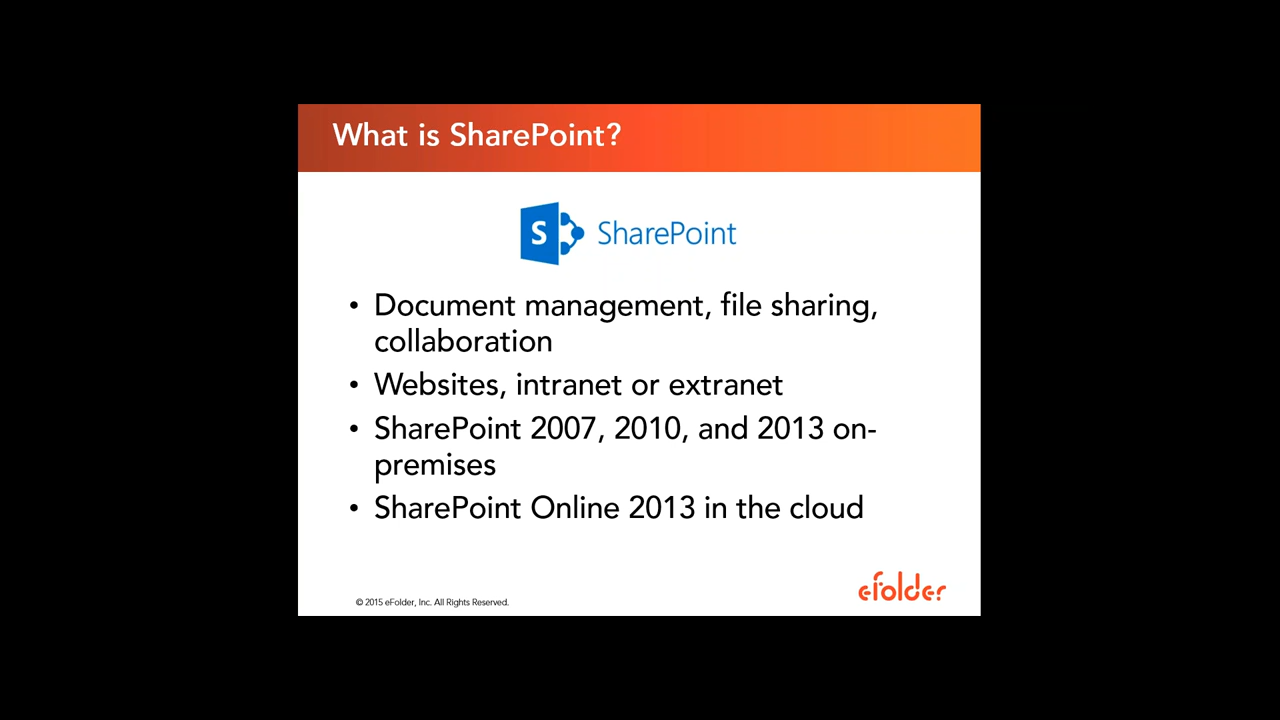 What is SharePoint?
S SharePoint
• Document management, file sharing,
collaboration
• Websites, intranet or extranet
• SharePoint 2007, 2010, and 2013 on-
premises
• SharePoint Online 2013 in the cloud
© 2015 eFolder, Inc. All Rights Reserved.
efolder